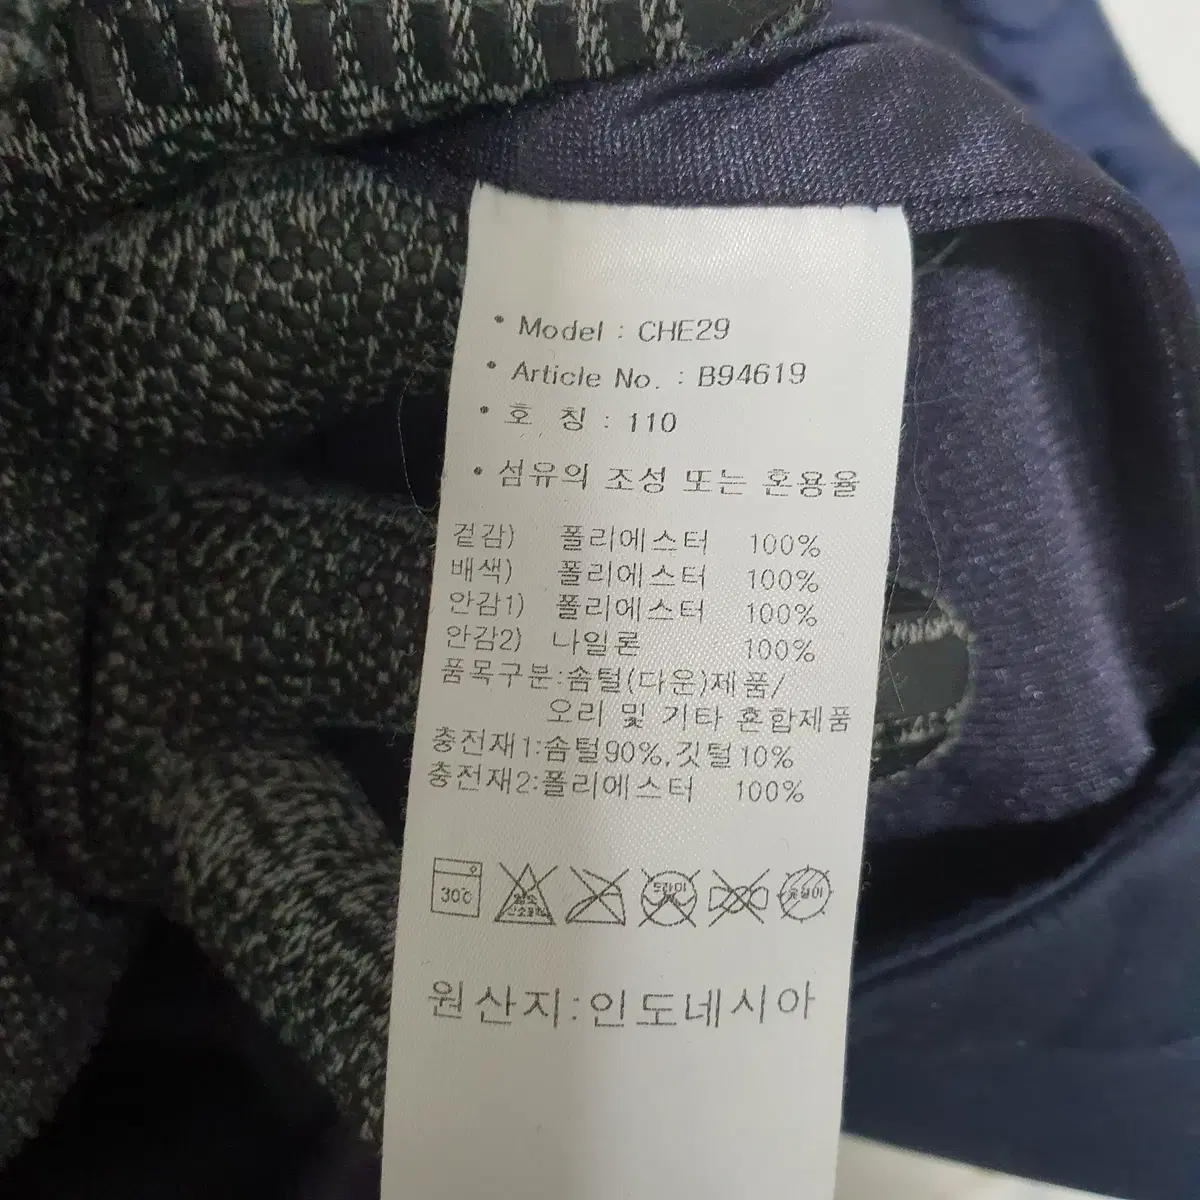 • Model : CHE29
• Article No. : B94619
• 호 칭 : 110
• 섬유의 조성 또는 혼용율
겉감) 폴리에스터 100%
배색) 폴리에스터 100%
안감1) 폴리에스터 100%
안감2) 나일론 100%
품목구분:솜털(다운)제품/
오리 및 기타 혼합제품
충전재1:솜털90%,깃털10%
충전재2:폴리에스터 100%
30℃ 드라이
원산지:인도네시아